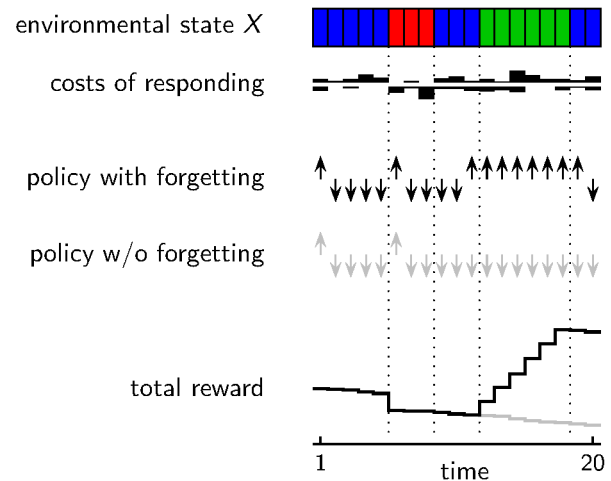 environmental state X
costs of responding
policy with forgetting
policy w/o forgetting
total reward
1
20
time